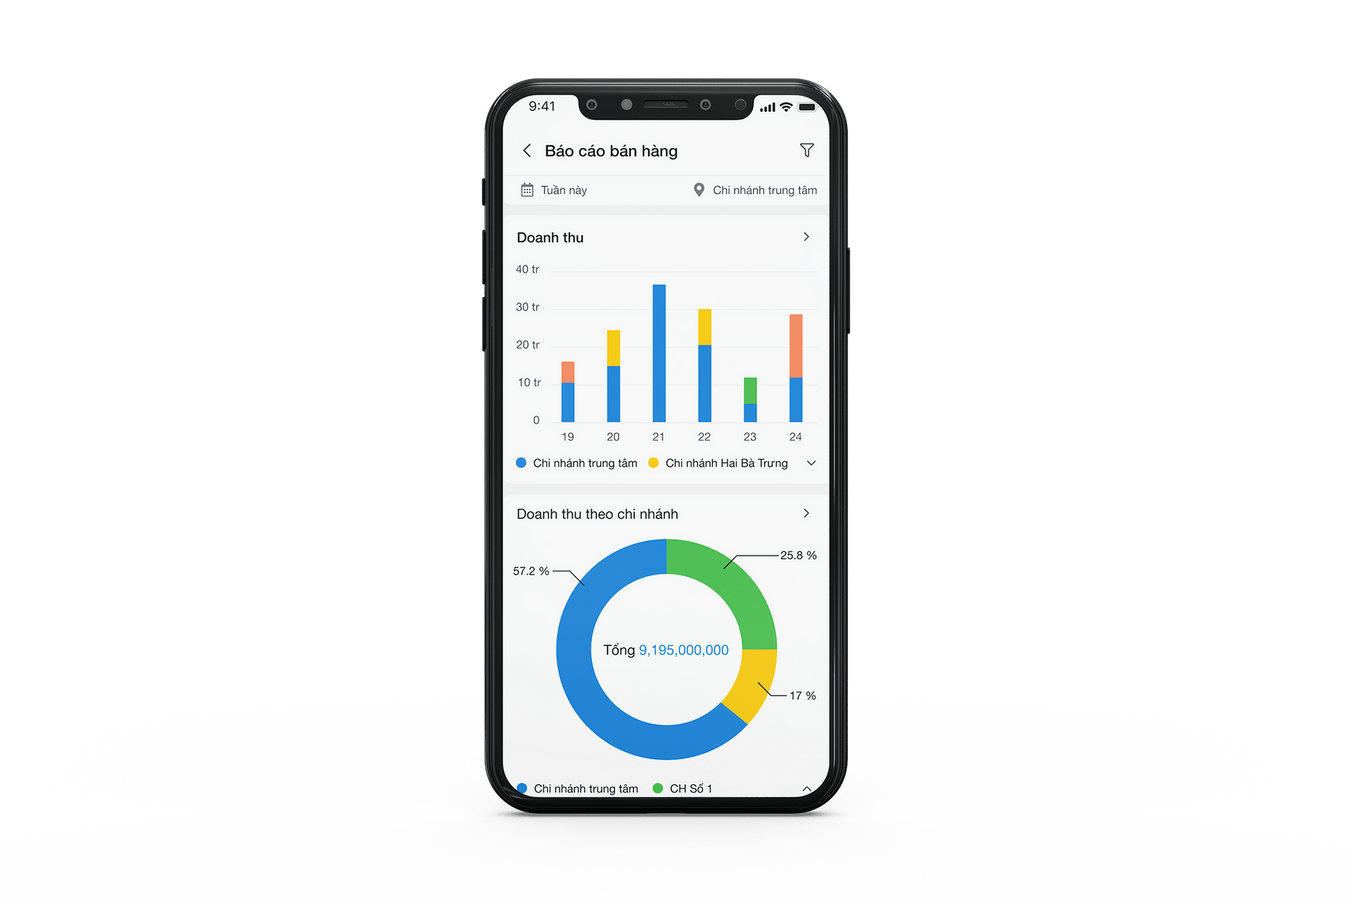 9:41
Báo cáo bán hàng
Tuần này
Chi nhánh trung tâm
Doanh thu
40 tr
30 tr
20 tr
10 tr
0
19 20 21 22 23 24
Chi nhánh trung tâm Chi nhánh Hai Bà Trưng
Doanh thu theo chi nhánh
25.8 %
57.2 %
Tổng 9,195,000,000
17 %
Chi nhánh trung tâm CH Số 1